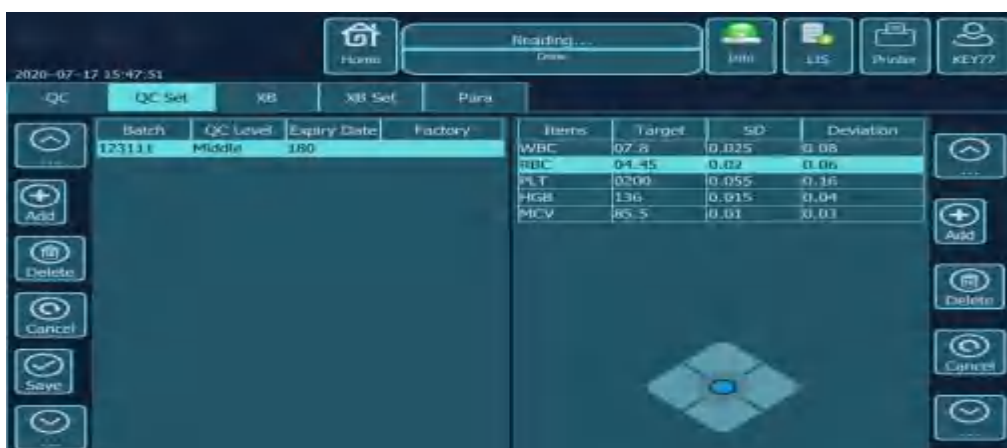 Reading...
Home Info LIS Printer KEY77
2020-07-17 15:47:51
QC QC Set XB XB Set Para
Batch QC Level Expiry Date Factory
123111 Middle 180
Items Target SD Deviation
WBC 07.8 0.025 0.08
RBC 04.45 0.02 0.06
PLT 0200 0.055 0.16
HGB 136 0.015 0.04
MCV 85.5 0.01 0.03
...
Add
Delete
Cancel
Save
...
...
Add
Delete
Cancel
...